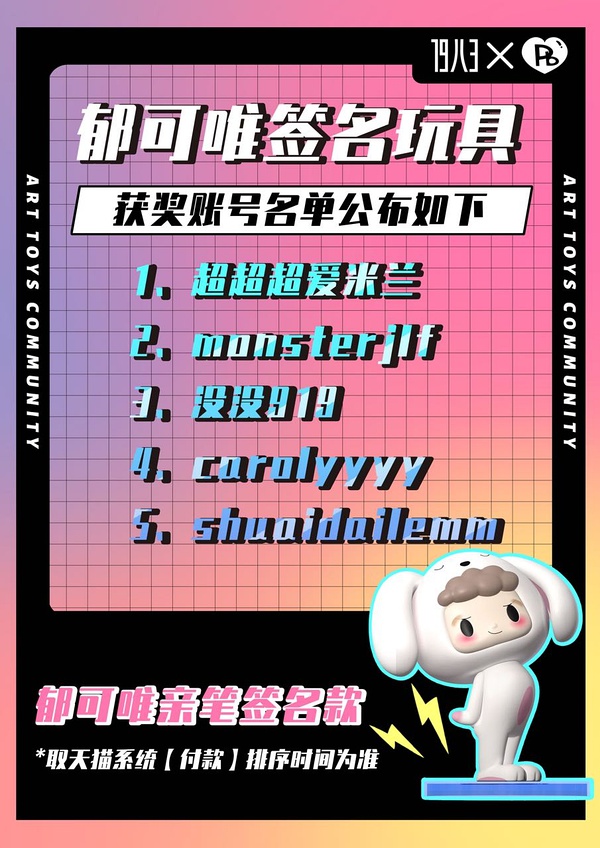 19八3×PO
郁可唯签名玩具
获奖账号名单公布如下
ART TOYS COMMUNITY
ART TOYS COMMUNITY
1、超超超爱米兰
2、monsterjlf
3、没没919
4、carolyyyy
5、shuaidailemm
郁可唯亲笔签名款
*取天猫系统【付款】排序时间为准